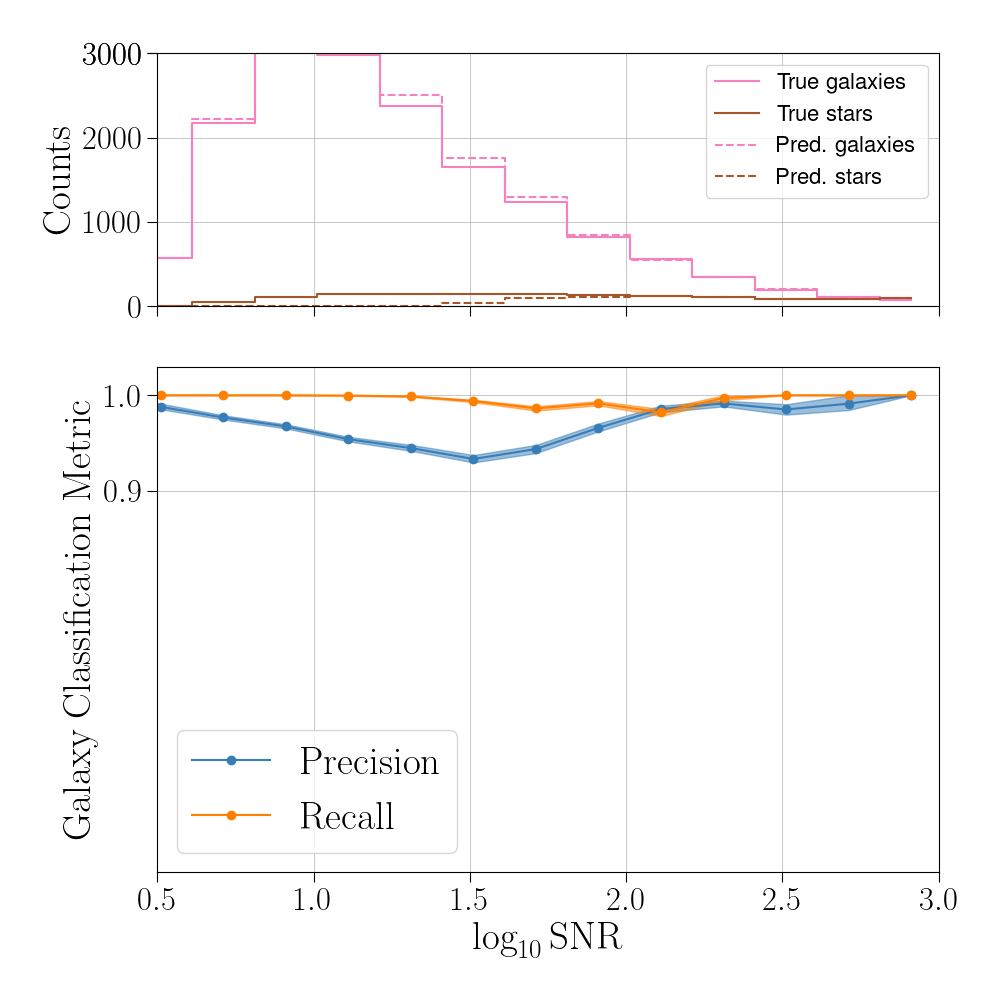 3000
2000
1000
0
Counts
True galaxies
True stars
Pred. galaxies
Pred. stars
1.0
0.9
Galaxy Classification Metric
Precision
Recall
0.5 1.0 1.5 2.0 2.5 3.0
log₁₀ SNR